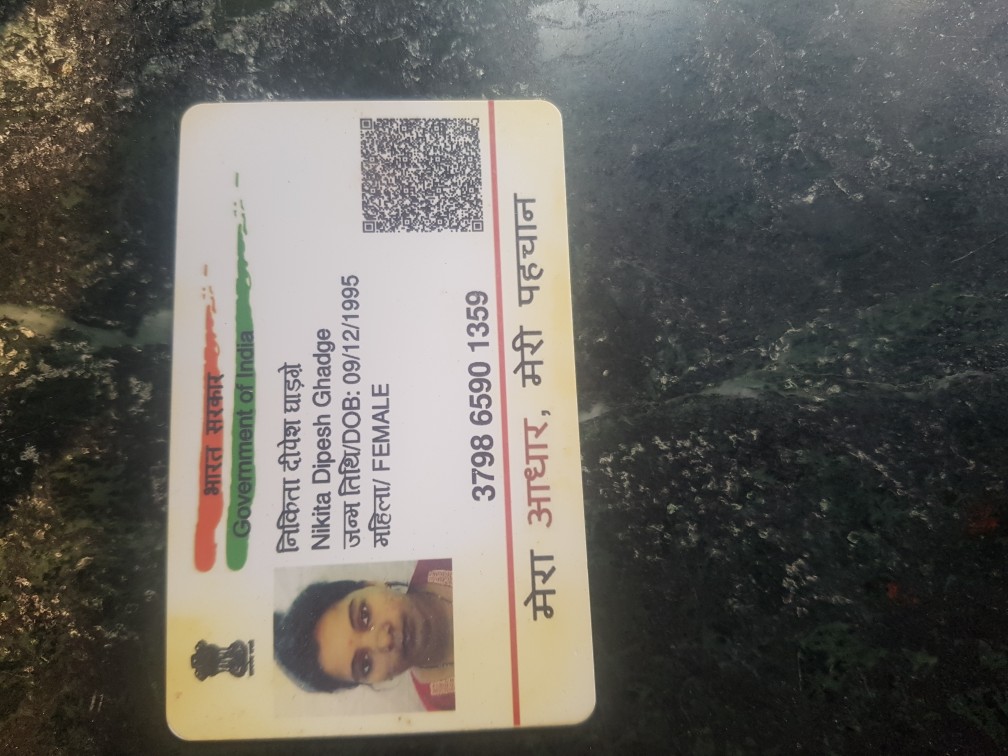 भारत सरकार
Government of India
निकिता दीपेश घाडगे
Nikita Dipesh Ghadge
जन्म तिथि/DOB: 09/12/1995
महिला/ FEMALE
3798 6590 1359
मेरा आधार, मेरी पहचान